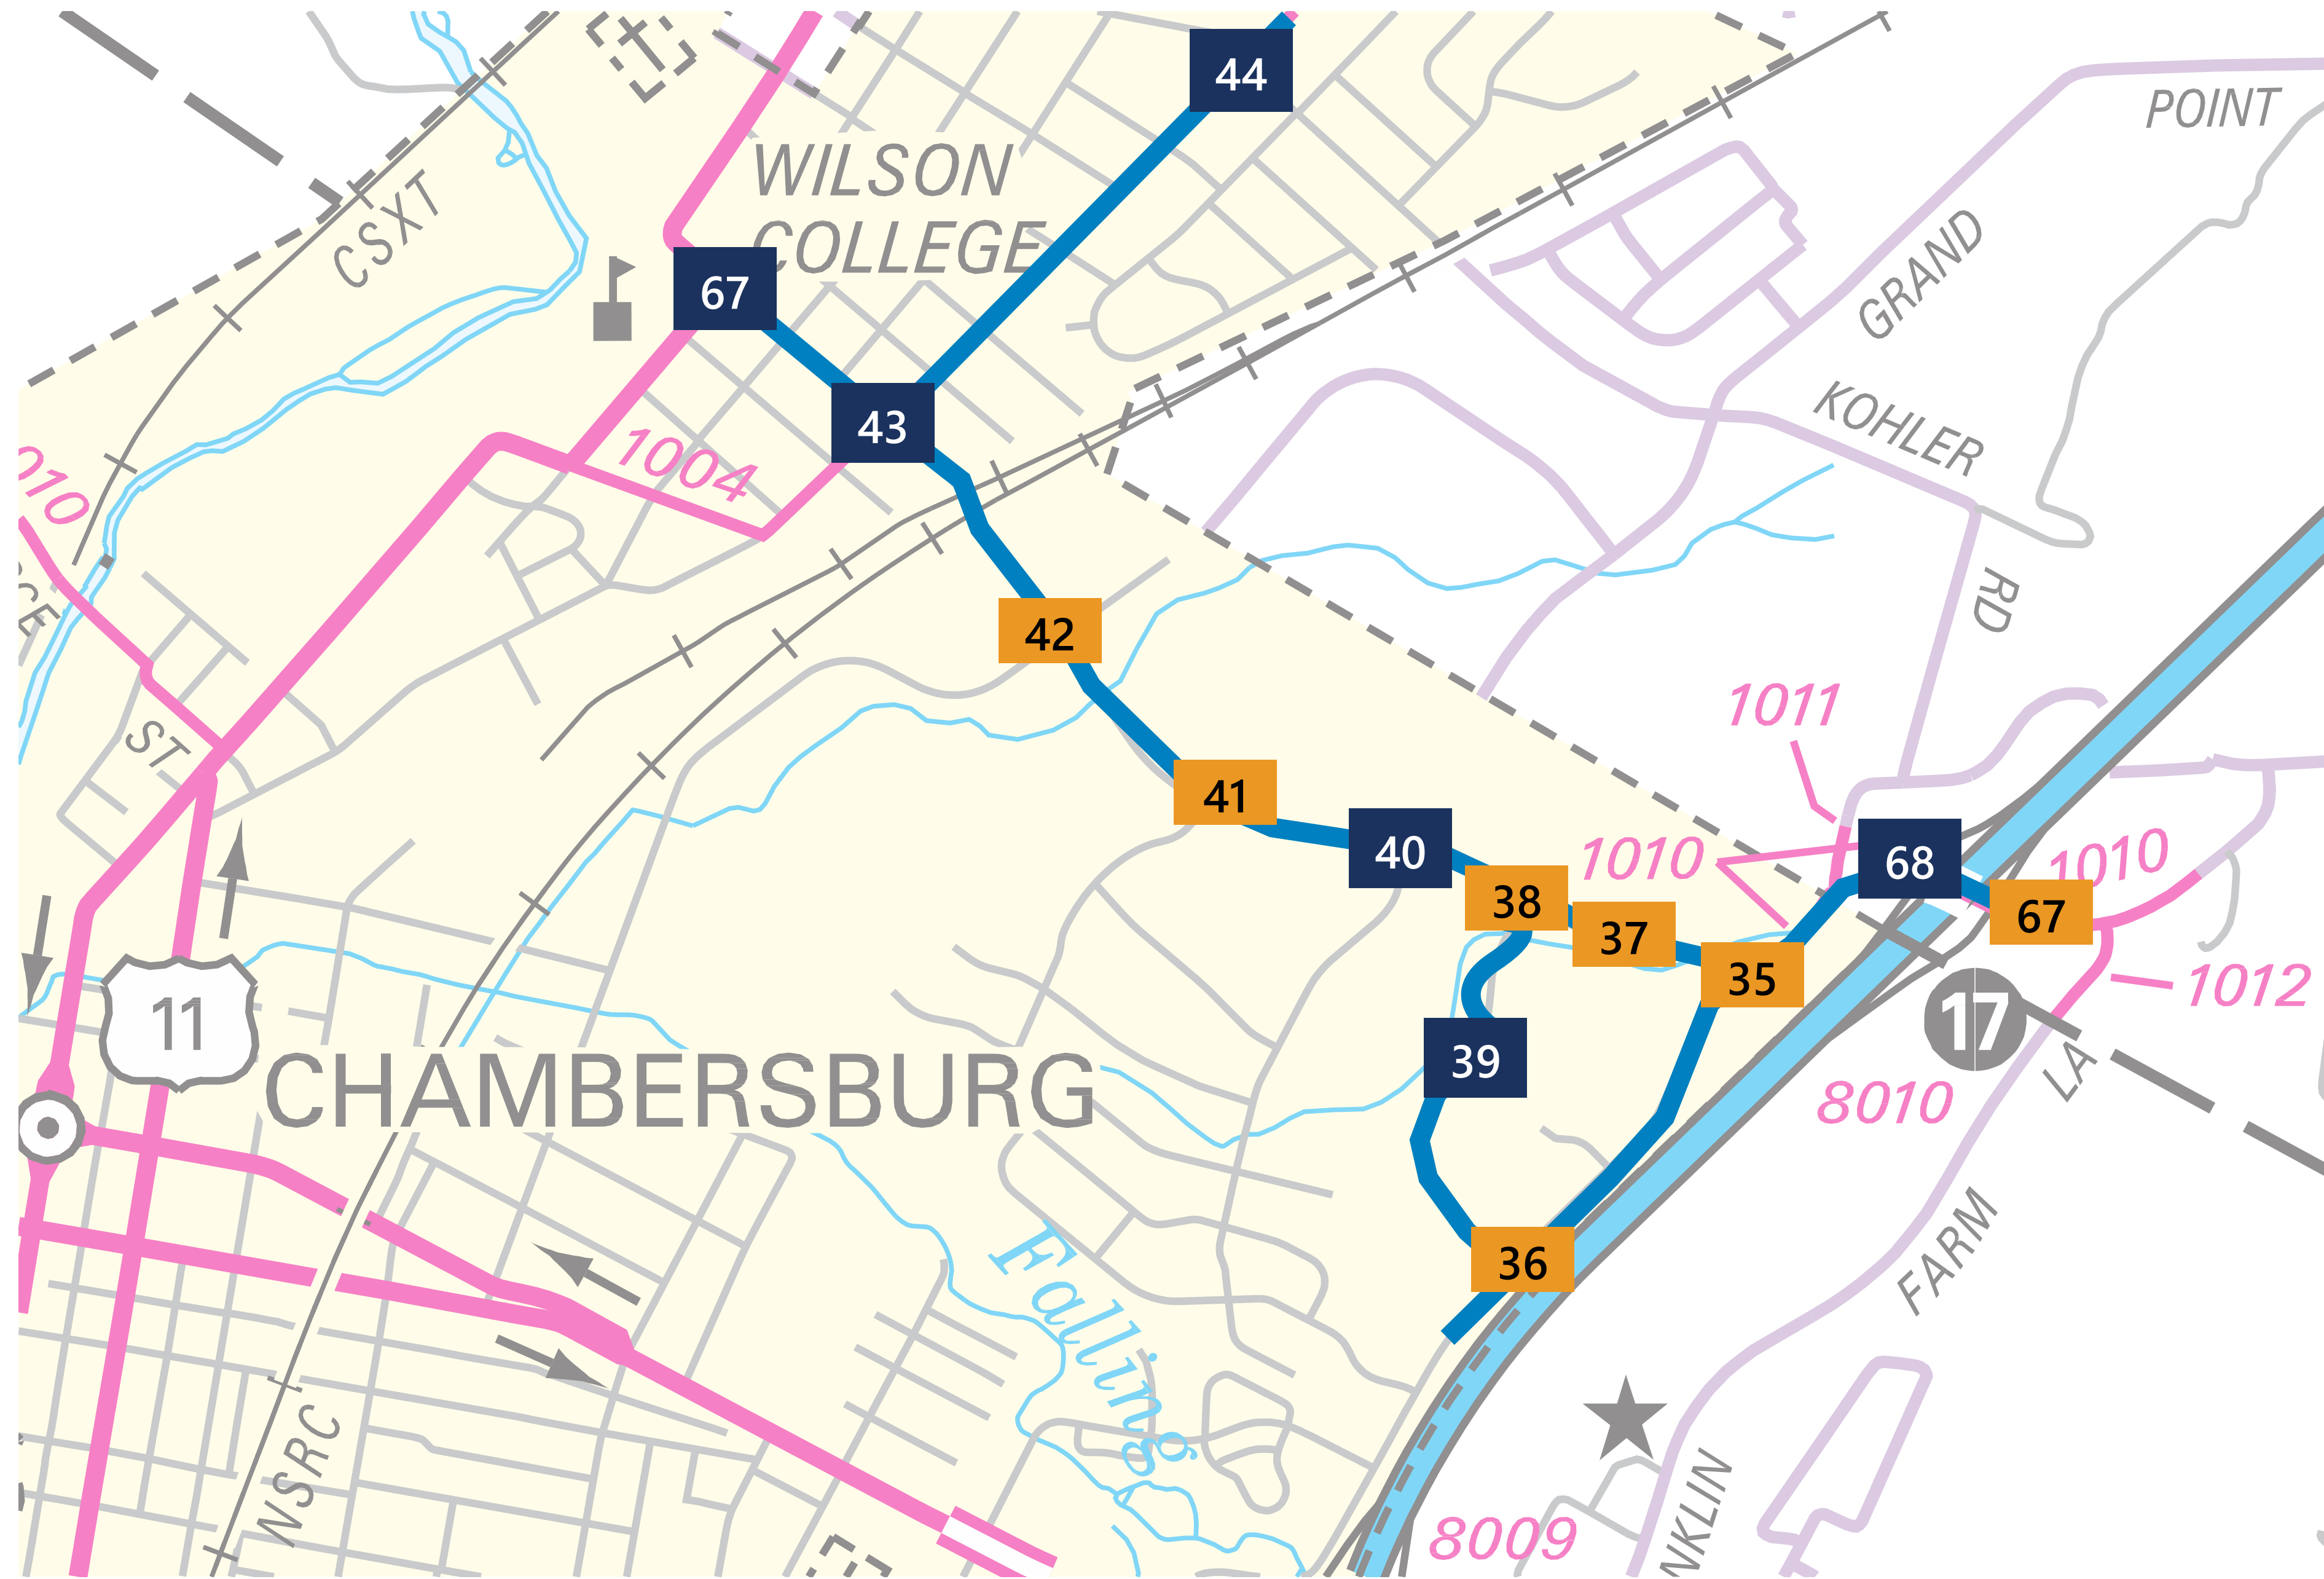 44
POINT
WILSON
COLLEGE
CSXT
GRAND
67
KOHLER
43
1004
RD
42
ST
1011
41
40
1010
68
1010
38
37
67
35
1012
11
17
CHAMBERSBURG
39
8010
LA
36
FARM
Falling
NSRC
8009
NKLIN